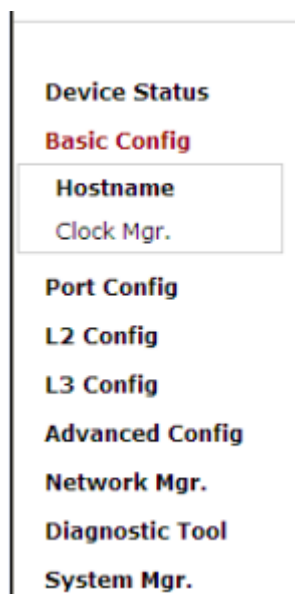 Device Status
Basic Config
Hostname
Clock Mgr.
Port Config
L2 Config
L3 Config
Advanced Config
Network Mgr.
Diagnostic Tool
System Mgr.